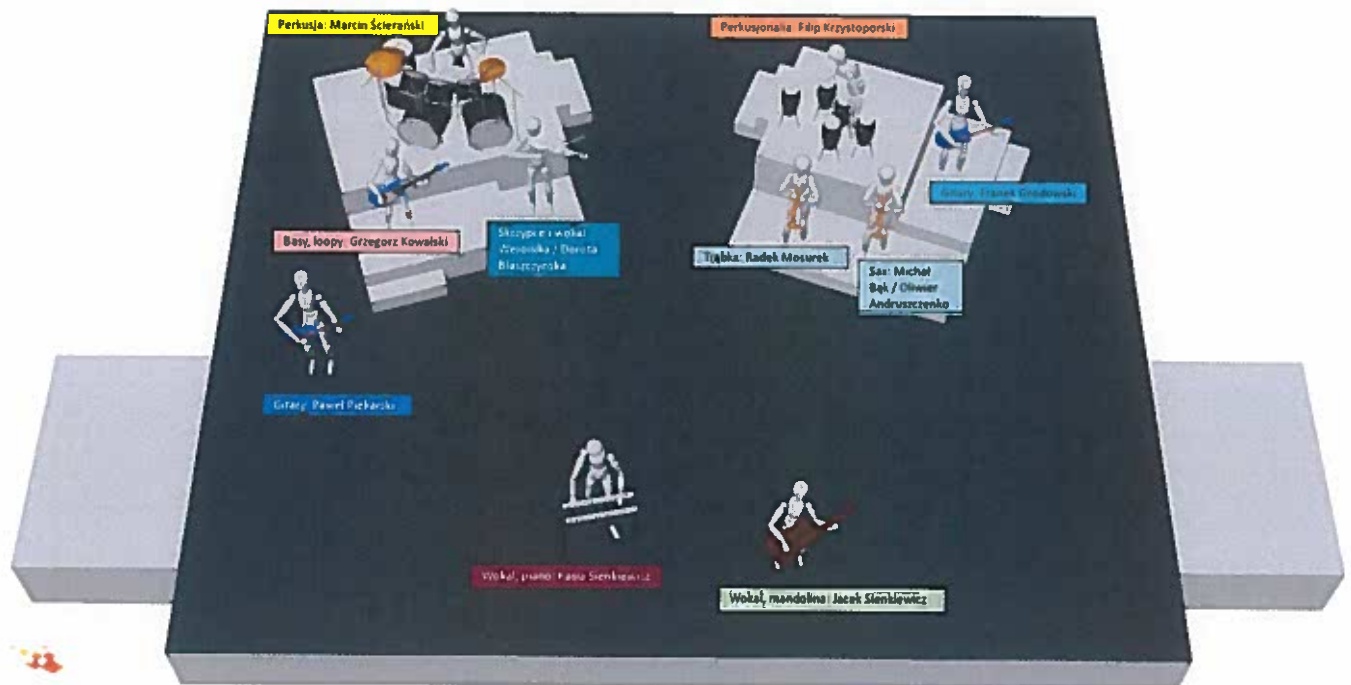 Perkusja: Marcin Ścierański
Perkusjonalia: Filip Krzystoporski
Gitary: Franek Grodowski
Basy, loopy: Grzegorz Kowalski
Skrzypce i wokal
Weronika / Dorota
Błaszczyńska
Trąbka: Radek Mosurek
Sax: Michał
Bąk / Oliwier
Andruszczenko
Gitary: Paweł Piekarski
Wokal, piano: Kasia Sienkiewicz
Wokal, mandolina: Jacek Sienkiewicz